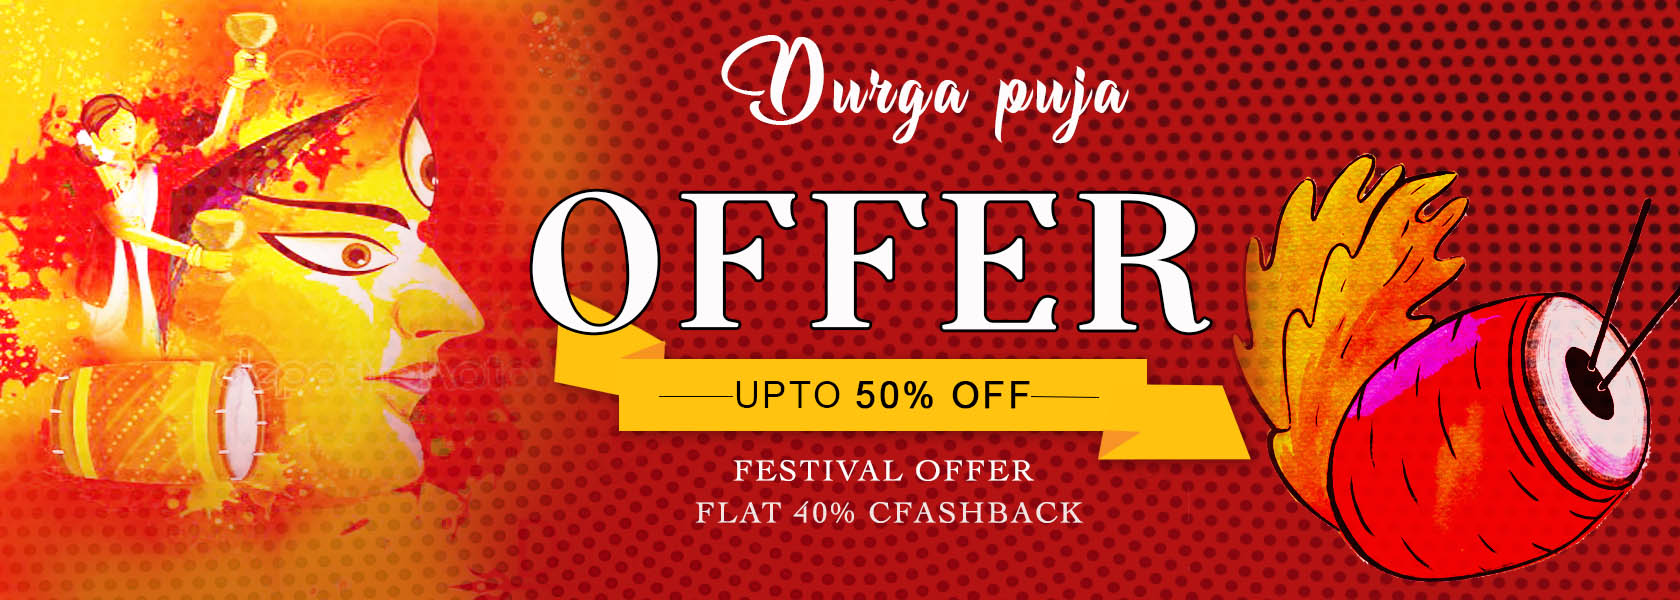 Durga puja
OFFER
UPTO 50% OFF
FESTIVAL OFFER
FLAT 40% CFASHBACK